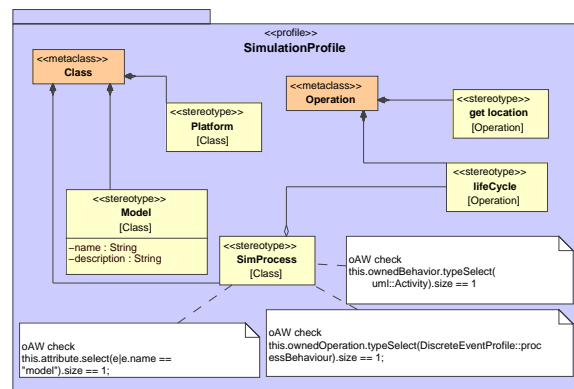 <<profile>>
SimulationProfile
<<metaclass>>
Class
<<metaclass>>
Operation
<<stereotype>>
get location
[Operation]
<<stereotype>>
Platform
[Class]
<<stereotype>>
lifeCycle
[Operation]
<<stereotype>>
Model
[Class]
–name : String
–description : String
<<stereotype>>
SimProcess
[Class]
oAW check
this.ownedBehavior.typeSelect(
uml::Activity).size == 1
oAW check
this.attribute.select(e|e.name ==
"model").size == 1;
oAW check
this.ownedOperation.typeSelect(DiscreteEventProfile::proc
essBehaviour).size == 1;